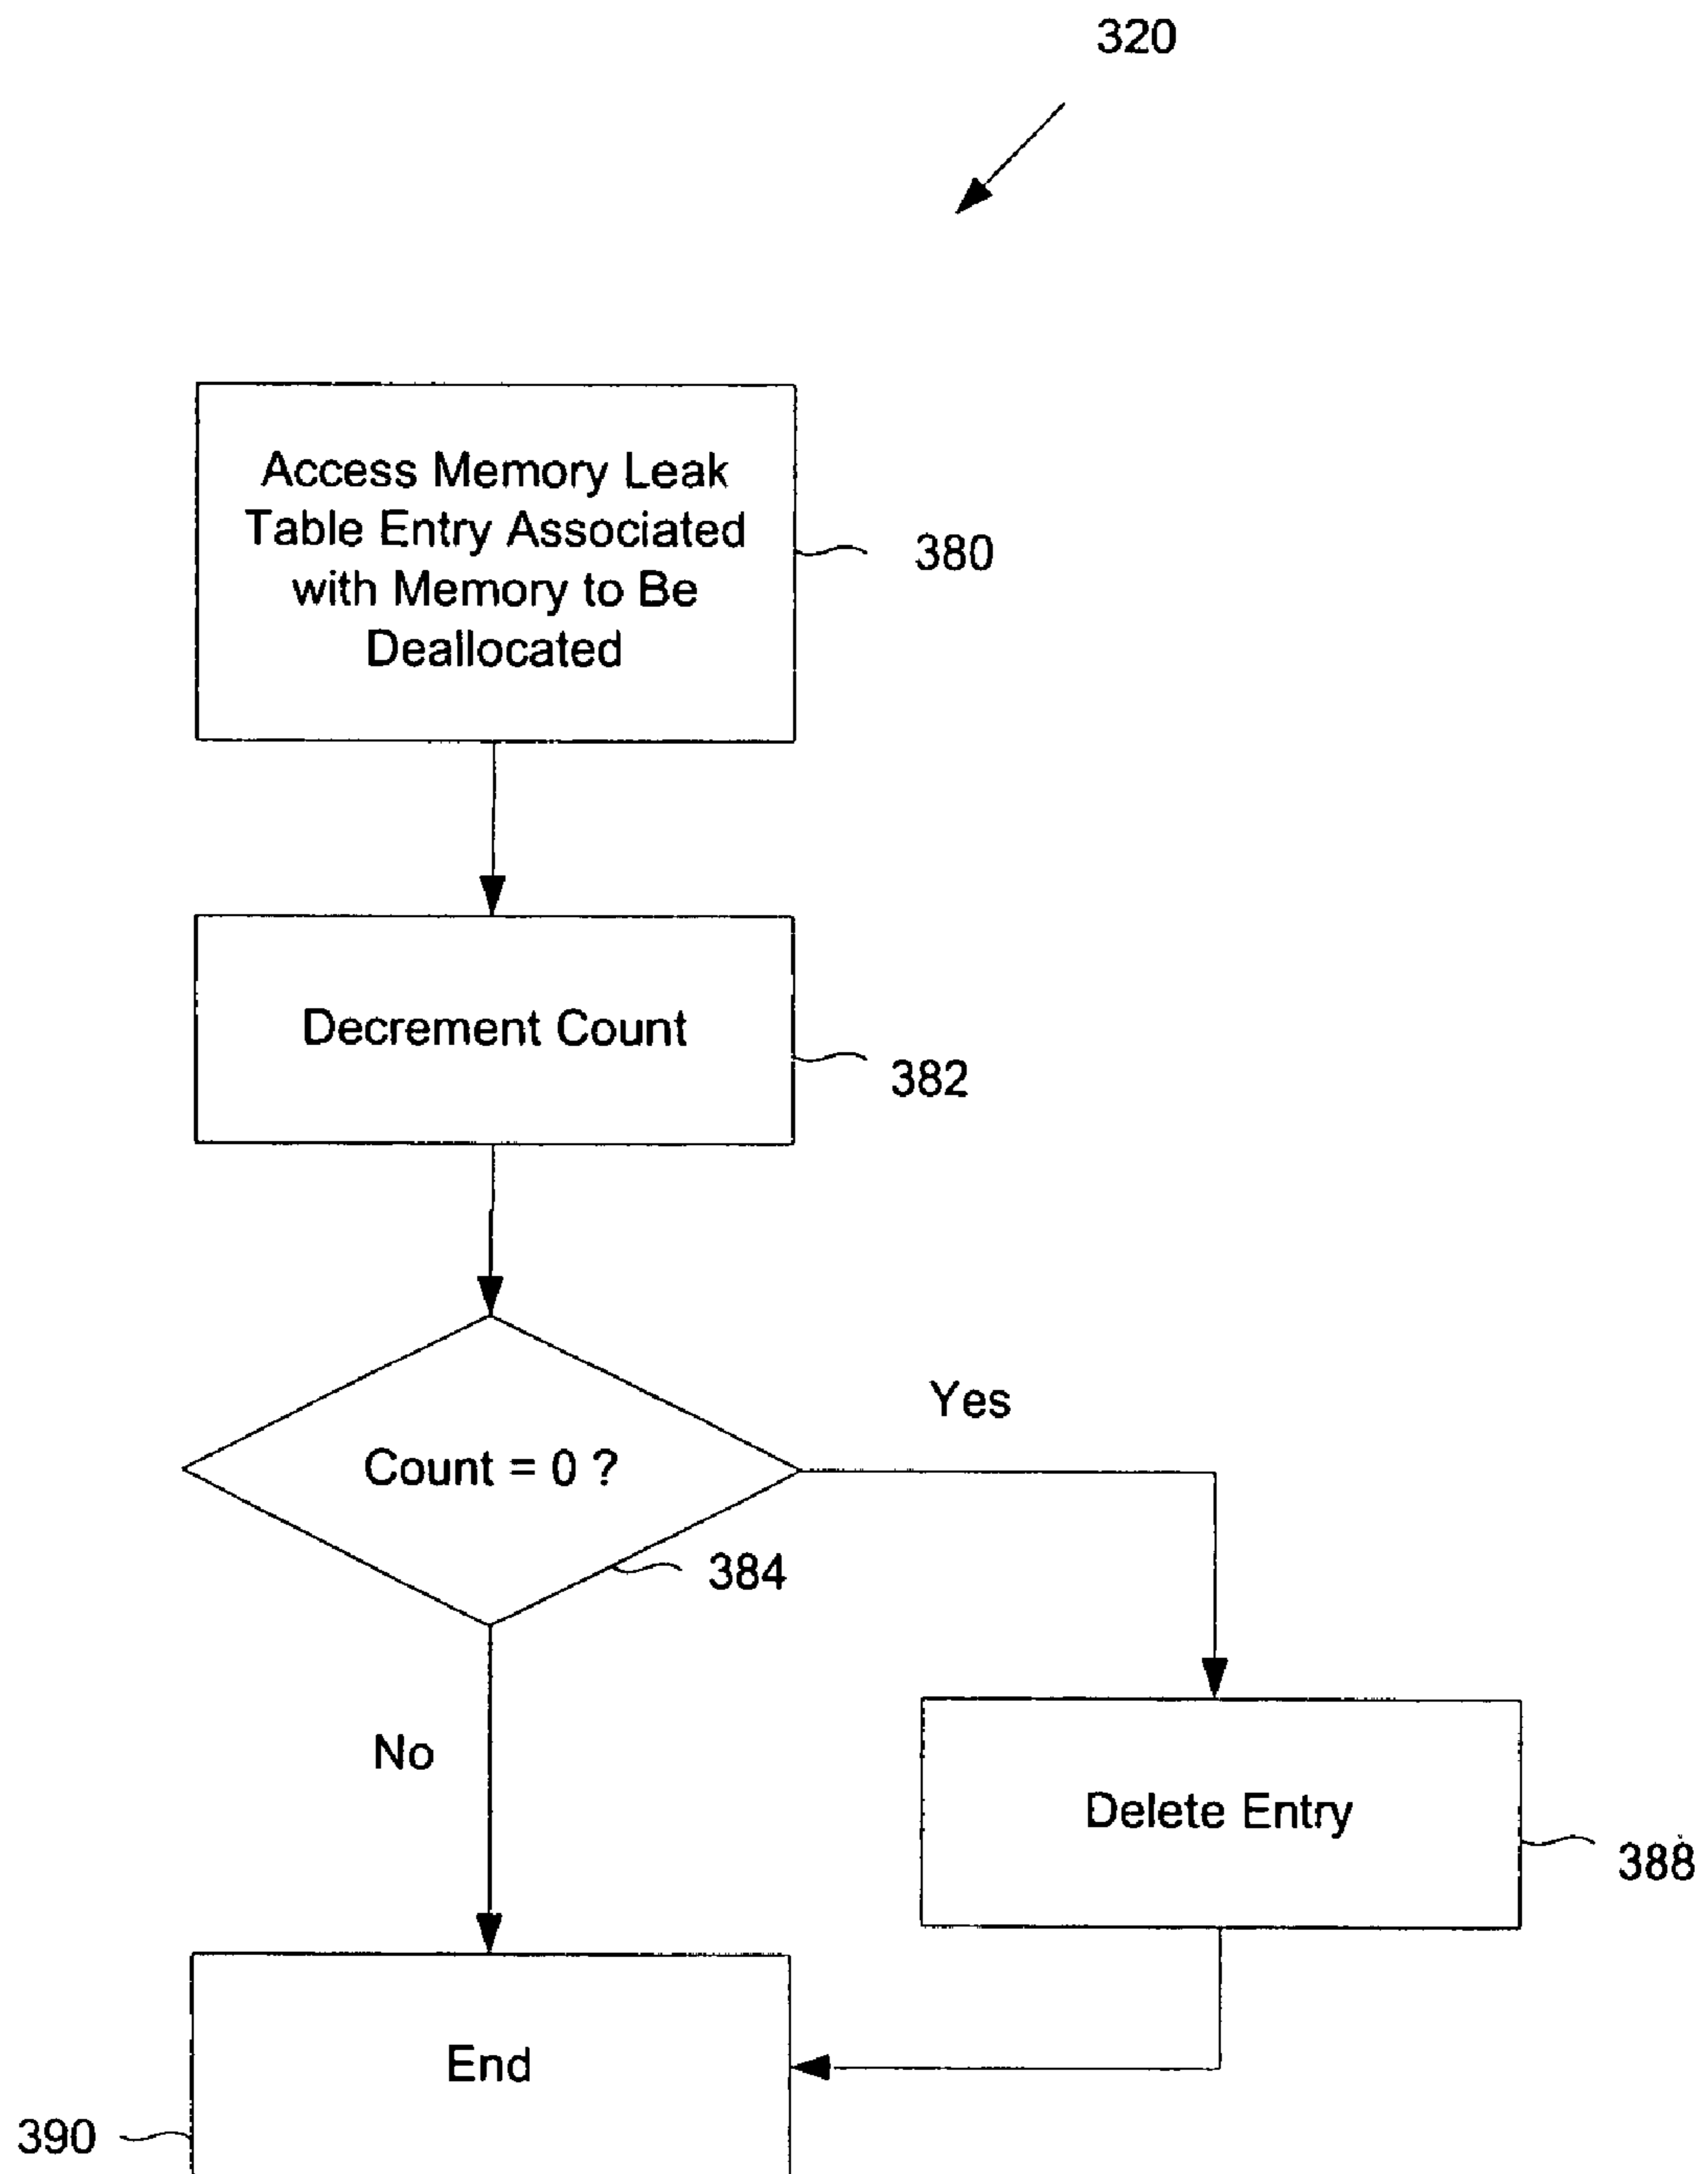 320
Access Memory Leak
Table Entry Associated
with Memory to Be
Deallocated
380
Decrement Count
382
Yes
Count = 0 ?
384
No
Delete Entry
388
End
390